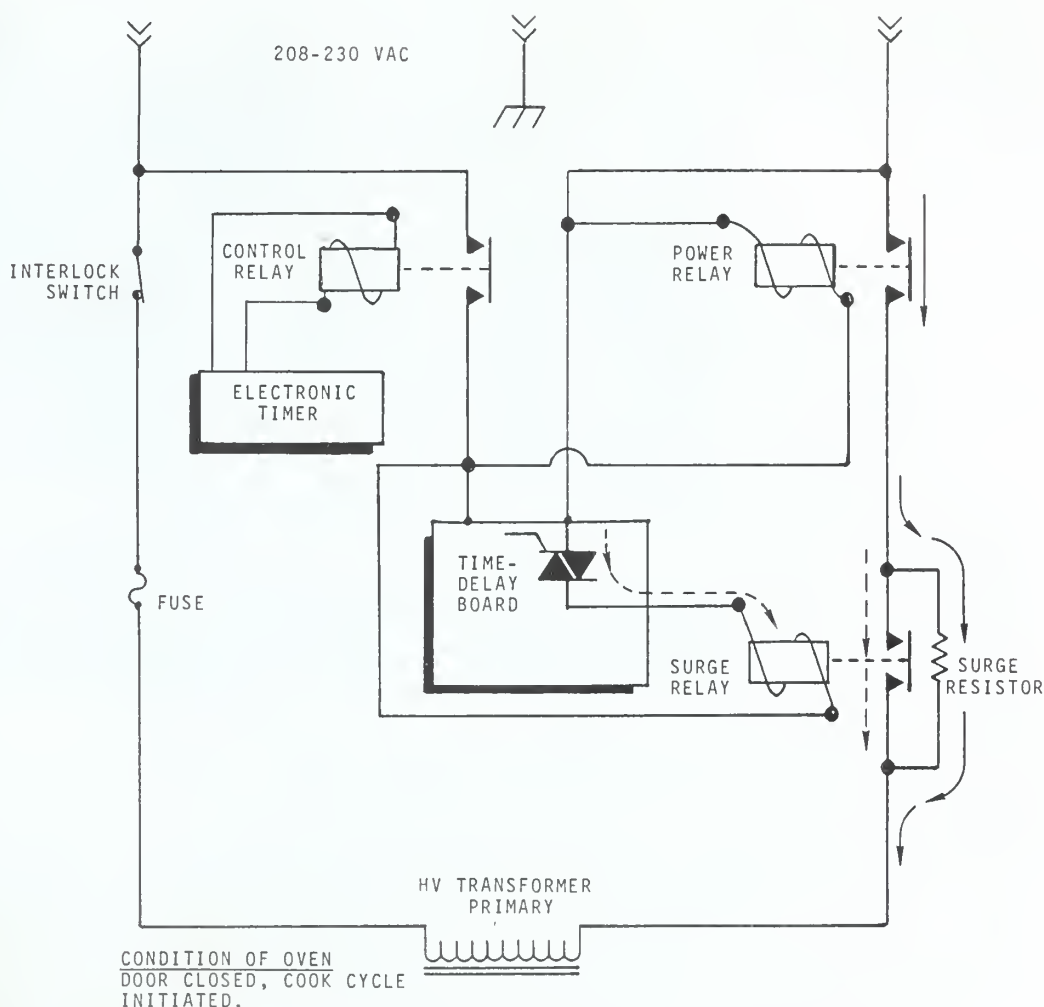 208-230 VAC
CONTROL
RELAY
POWER
RELAY
INTERLOCK
SWITCH
ELECTRONIC
TIMER
TIME-
DELAY
BOARD
FUSE
SURGE
RELAY
SURGE
RESISTOR
HV TRANSFORMER
PRIMARY
CONDITION OF OVEN
DOOR CLOSED, COOK CYCLE
INITIATED.